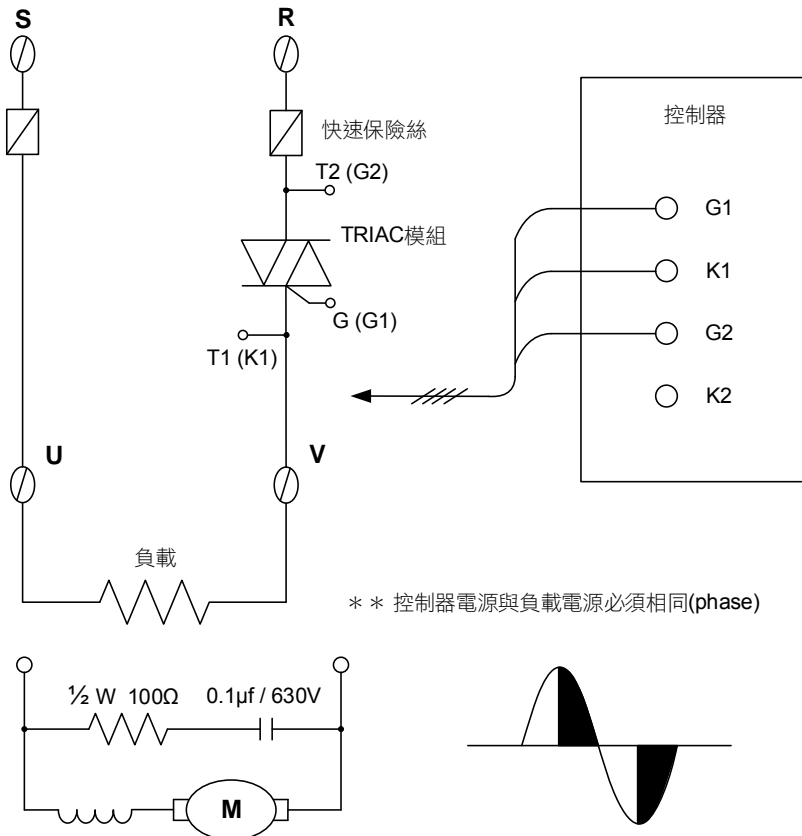 S
R
控制器
快速保險絲
T2 (G2)
G1
TRIAC模組
K1
G (G1)
G2
T1 (K1)
K2
U
V
負載
＊＊ 控制器電源與負載電源必須相同(phase)
½ W 100Ω
0.1μf / 630V
M